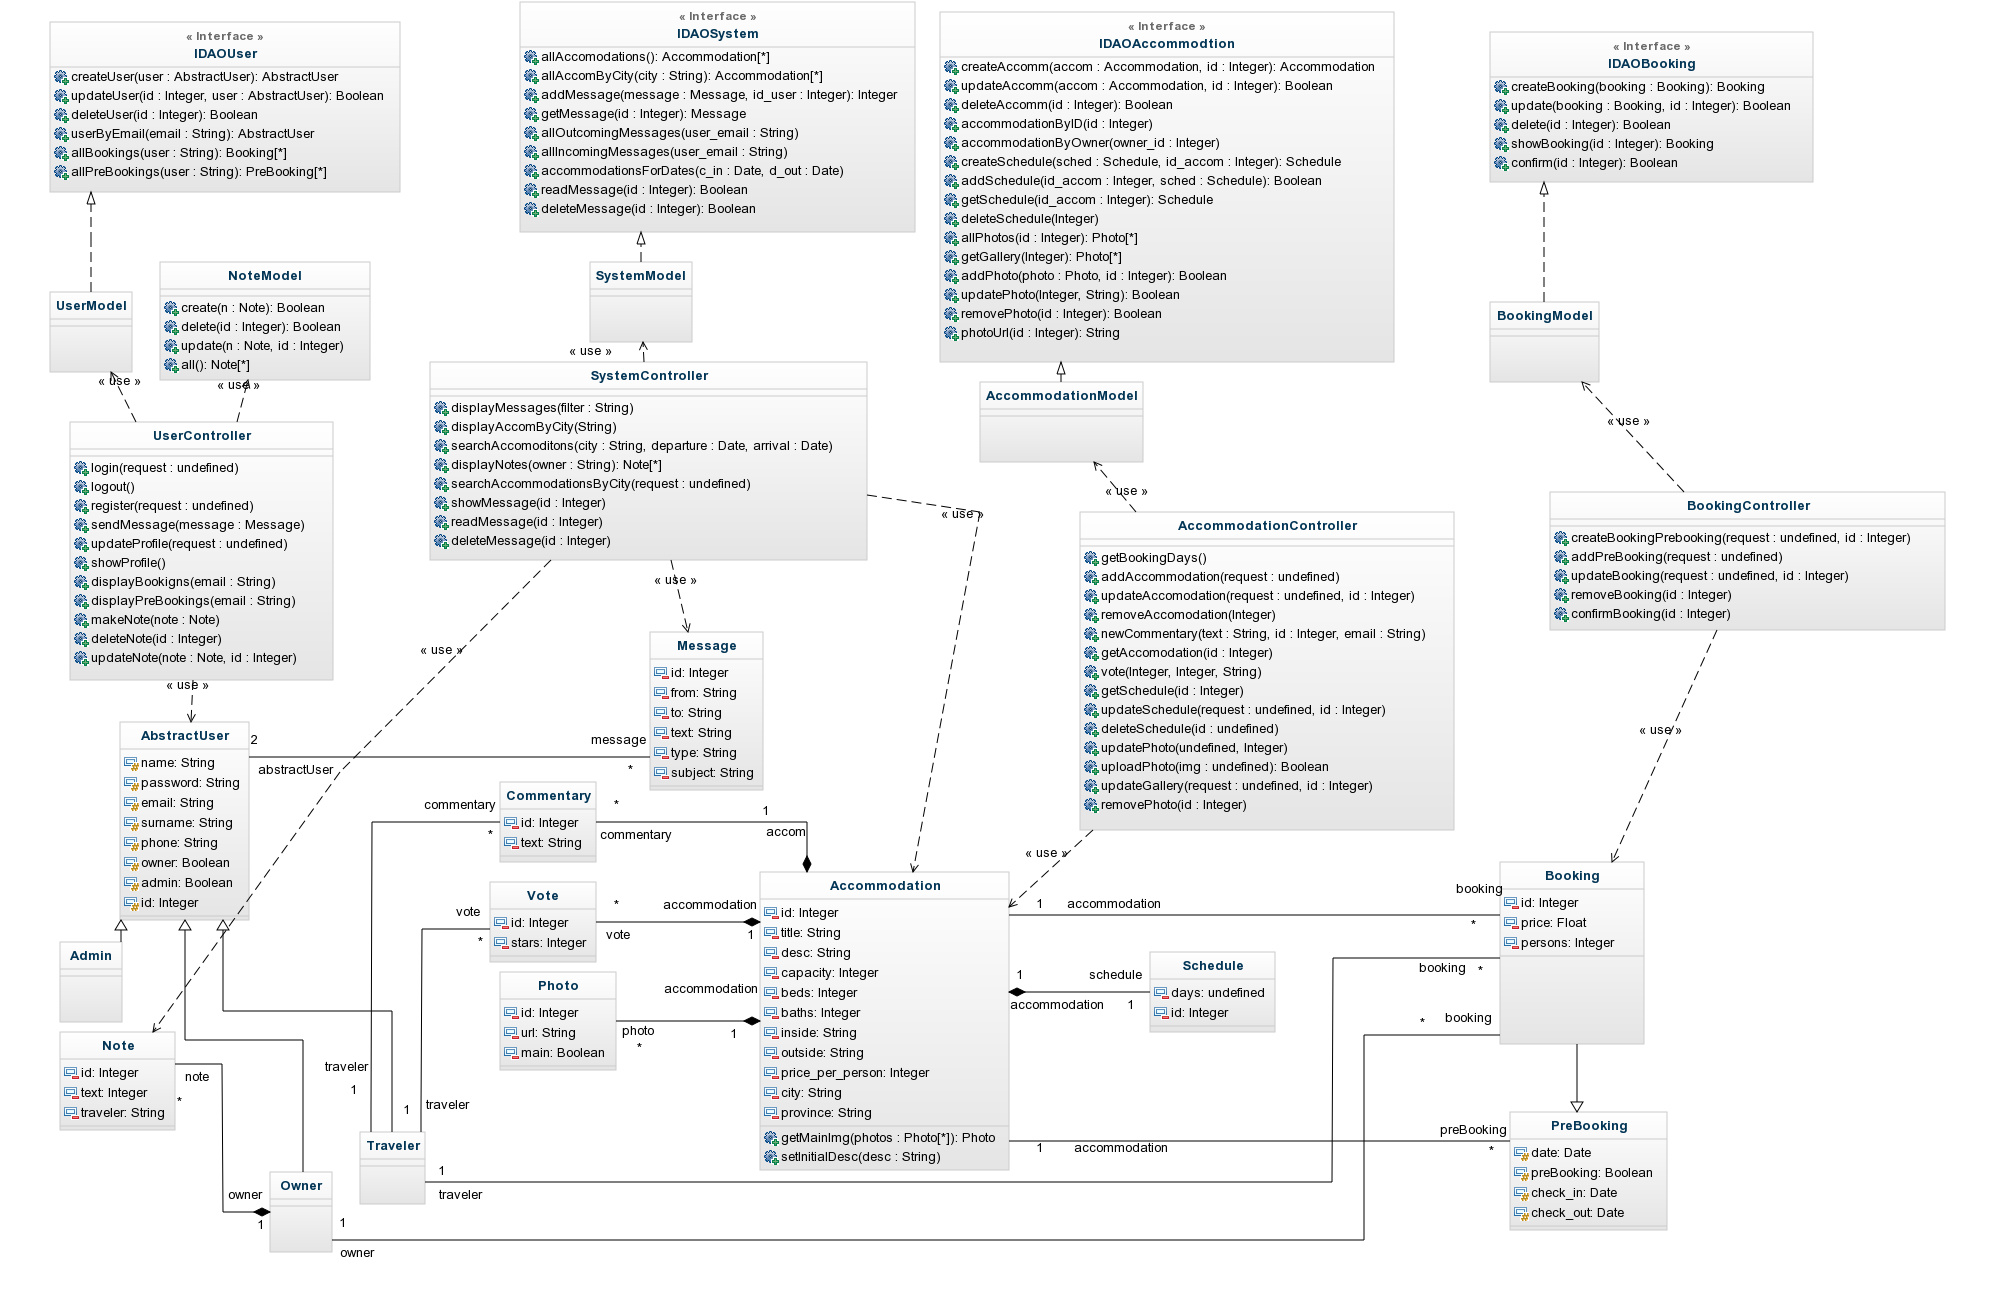 « Interface »
IDAOUser
createUser(user : AbstractUser): AbstractUser
updateUser(id : Integer, user : AbstractUser): Boolean
deleteUser(id : Integer): Boolean
userByEmail(email : String): AbstractUser
allBookings(user : String): Booking[*]
allPreBookings(user : String): PreBooking[*]
« Interface »
IDAOSystem
allAccomodations(): Accommodation[*]
allAccomByCity(city : String): Accommodation[*]
addMessage(message : Message, id_user : Integer): Integer
getMessage(id : Integer): Message
allOutcomingMessages(user_email : String)
allIncomingMessages(user_email : String)
accommodationsForDates(c_in : Date, d_out : Date)
readMessage(id : Integer): Boolean
deleteMessage(id : Integer): Boolean
« Interface »
IDAOAccommodtion
createAccomm(accom : Accommodation, id : Integer): Accommodation
updateAccomm(accom : Accommodation, id : Integer): Boolean
deleteAccomm(id : Integer): Boolean
accommodationByID(id : Integer)
accommodationByOwner(owner_id : Integer)
createSchedule(sched : Schedule, id_accom : Integer): Schedule
addSchedule(id_accom : Integer, sched : Schedule): Boolean
getSchedule(id_accom : Integer): Schedule
deleteSchedule(Integer)
allPhotos(id : Integer): Photo[*]
getGallery(Integer): Photo[*]
addPhoto(photo : Photo, id : Integer): Boolean
updatePhoto(Integer, String): Boolean
removePhoto(id : Integer): Boolean
photoUrl(id : Integer): String
« Interface »
IDAOBooking
createBooking(booking : Booking): Booking
update(booking : Booking, id : Integer): Boolean
delete(id : Integer): Boolean
showBooking(id : Integer): Booking
confirm(id : Integer): Boolean
UserModel
NoteModel
create(n : Note): Boolean
delete(id : Integer): Boolean
update(n : Note, id : Integer)
all(): Note[*]
SystemModel
AccommodationModel
BookingModel
« use »
« use »
« use »
« use »
« use »
UserController
login(request : undefined)
logout()
register(request : undefined)
sendMessage(message : Message)
updateProfile(request : undefined)
showProfile()
displayBookigns(email : String)
displayPreBookings(email : String)
makeNote(note : Note)
deleteNote(id : Integer)
updateNote(note : Note, id : Integer)
SystemController
displayMessages(filter : String)
displayAccomByCity(String)
searchAccomoditons(city : String, departure : Date, arrival : Date)
displayNotes(owner : String): Note[*]
searchAccommodationsByCity(request : undefined)
showMessage(id : Integer)
readMessage(id : Integer)
deleteMessage(id : Integer)
AccommodationController
getBookingDays()
addAccommodation(request : undefined)
updateAccomodation(request : undefined, id : Integer)
removeAccomodation(Integer)
newCommentary(text : String, id : Integer, email : String)
getAccomodation(id : Integer)
vote(Integer, Integer, String)
getSchedule(id : Integer)
updateSchedule(request : undefined, id : Integer)
deleteSchedule(id : undefined)
updatePhoto(undefined, Integer)
uploadPhoto(img : undefined): Boolean
updateGallery(request : undefined, id : Integer)
removePhoto(id : Integer)
BookingController
createBookingPrebooking(request : undefined, id : Integer)
addPreBooking(request : undefined)
updateBooking(request : undefined, id : Integer)
removeBooking(id : Integer)
confirmBooking(id : Integer)
« use »
« use »
« use »
« use »
« use »
« use »
AbstractUser
name: String
password: String
email: String
surname: String
phone: String
owner: Boolean
admin: Boolean
id: Integer
2
abstractUser
message
*
Message
id: Integer
from: String
to: String
text: String
type: String
subject: String
Commentary
id: Integer
text: String
commentary
*
*
commentary
1
accom
Vote
id: Integer
stars: Integer
vote
*
*
vote
accommodation
1
Photo
id: Integer
url: String
main: Boolean
photo
*
accommodation
1
Accommodation
id: Integer
title: String
desc: String
capacity: Integer
beds: Integer
baths: Integer
inside: String
outside: String
price_per_person: Integer
city: String
province: String
getMainImg(photos : Photo[*]): Photo
setInitialDesc(desc : String)
1
accommodation
booking
*
Booking
id: Integer
price: Float
persons: Integer
1
accommodation
schedule
1
Schedule
days: undefined
id: Integer
booking
*
booking
*
1
accommodation
preBooking
*
PreBooking
date: Date
preBooking: Boolean
check_in: Date
check_out: Date
Admin
Note
id: Integer
text: Integer
traveler: String
note
*
owner
1
Owner
1
owner
traveler
1
1
traveler
Traveler
1
traveler